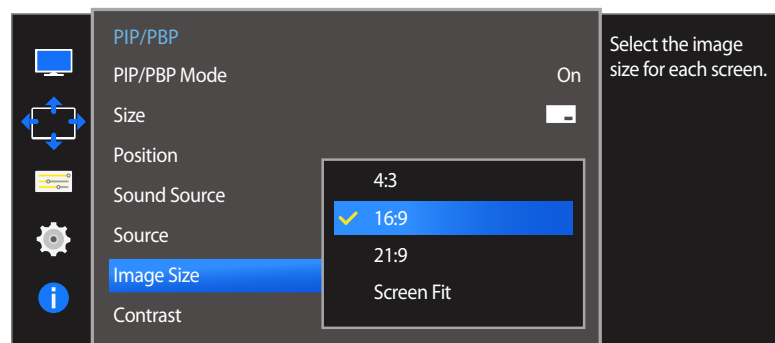 PIP/PBP
PIP/PBP Mode On
Size
Position
Sound Source
Source
Image Size
Contrast
4:3
16:9
21:9
Screen Fit
Select the image
size for each screen.